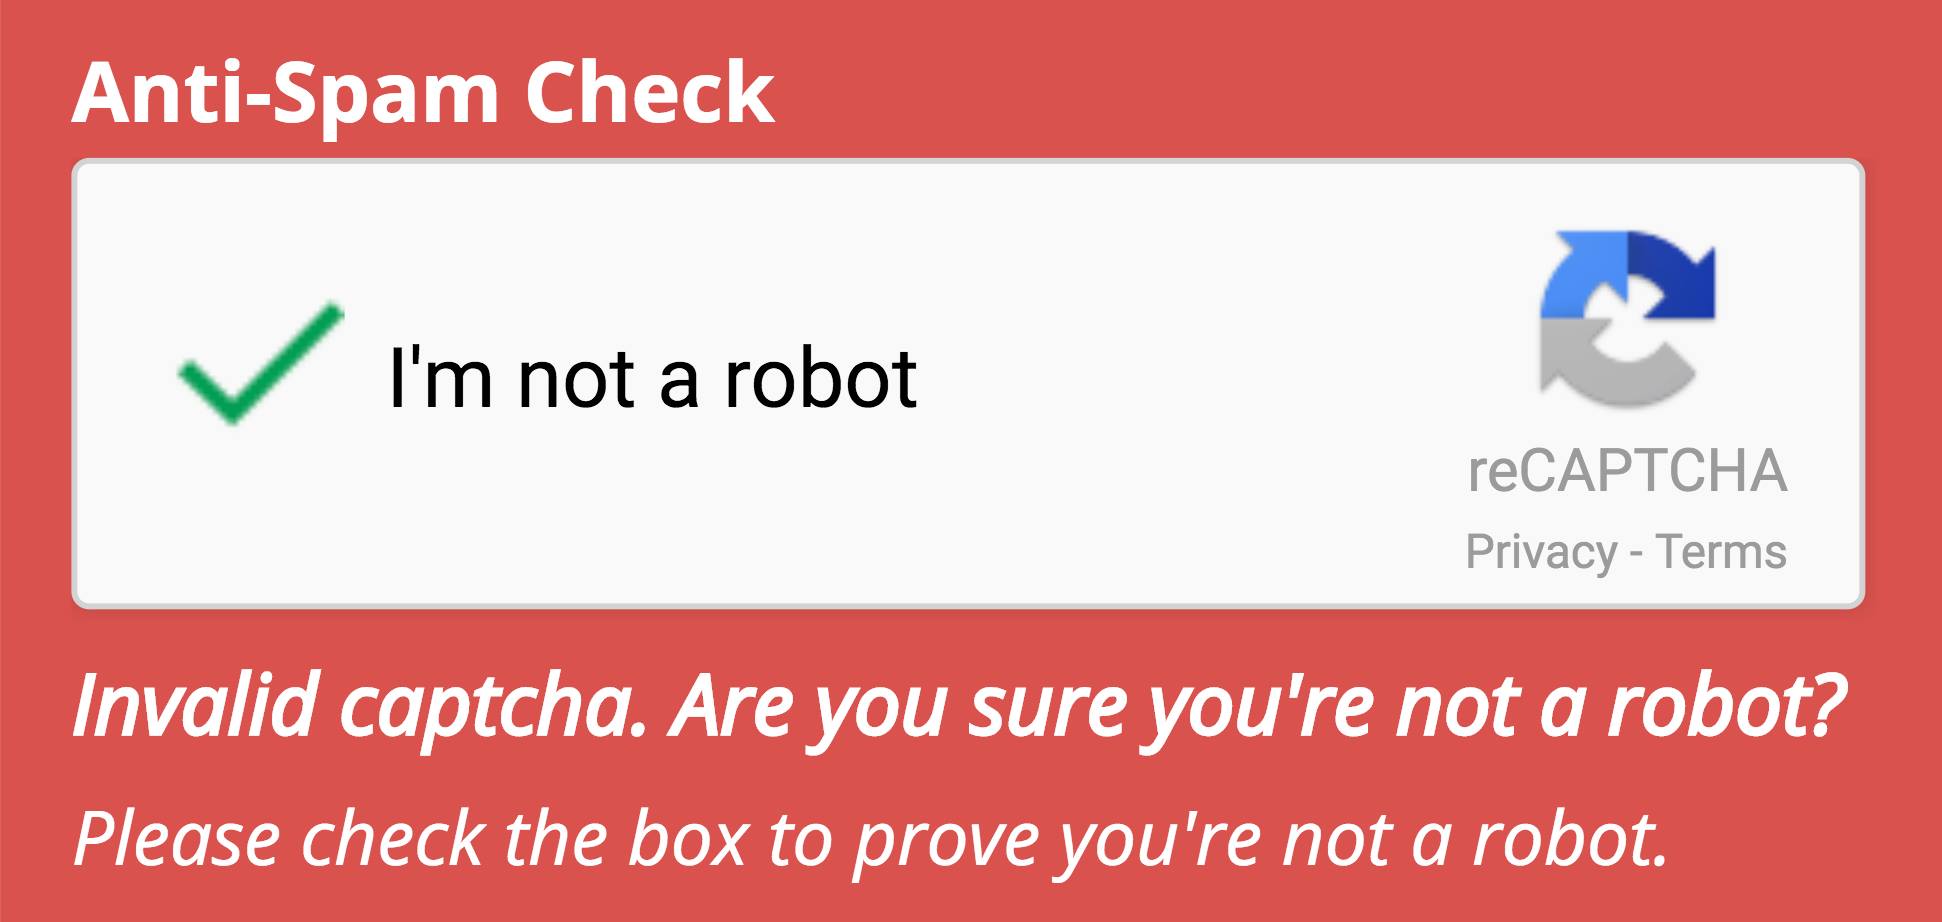 Anti-Spam Check
I'm not a robot
reCAPTCHA
Privacy - Terms
Invalid captcha. Are you sure you're not a robot?
Please check the box to prove you're not a robot.